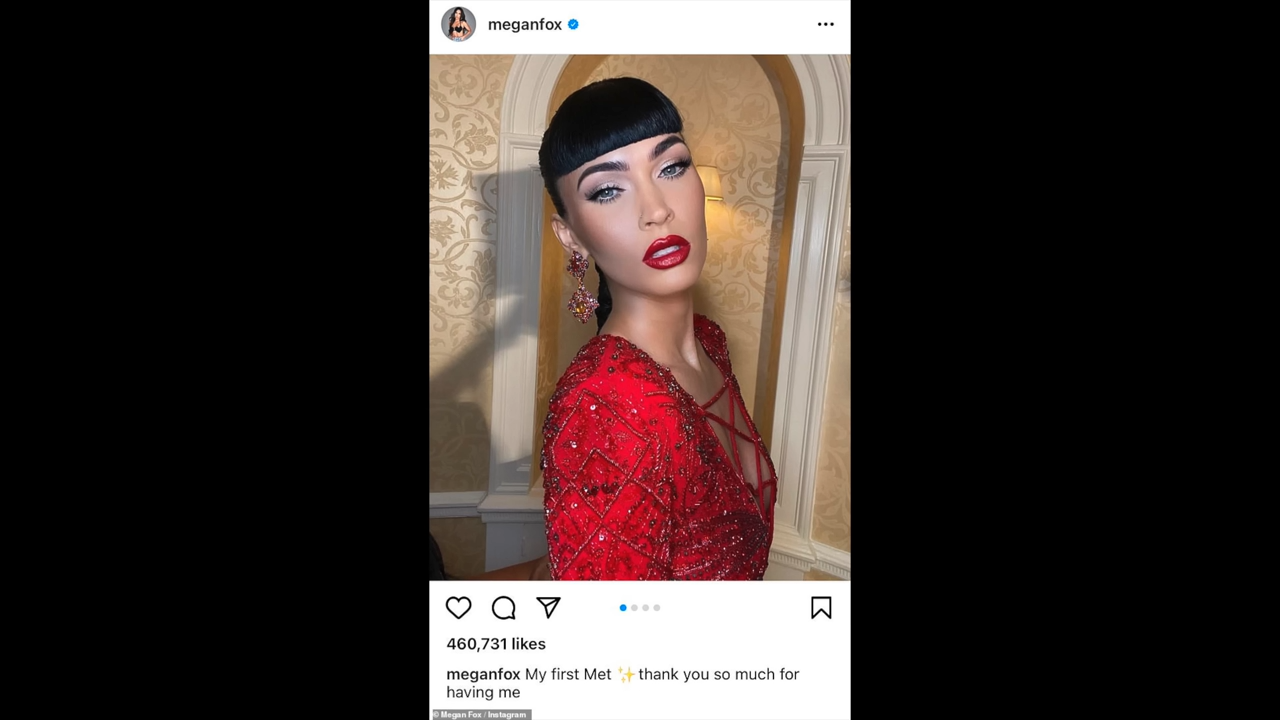 meganfox
460,731 likes
meganfox My first Met ✨ thank you so much for
having me
© Megan Fox / Instagram